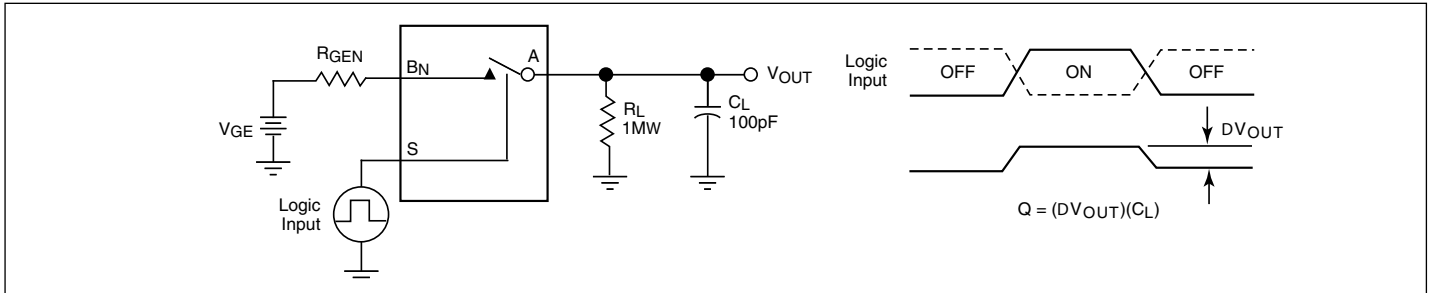 RGEN
BN
A
VOUT
RL
1MW
CL
100pF
VGE
S
Logic
Input
Logic
Input
OFF
ON
OFF
DVOUT
Q = (DVOUT)(CL)